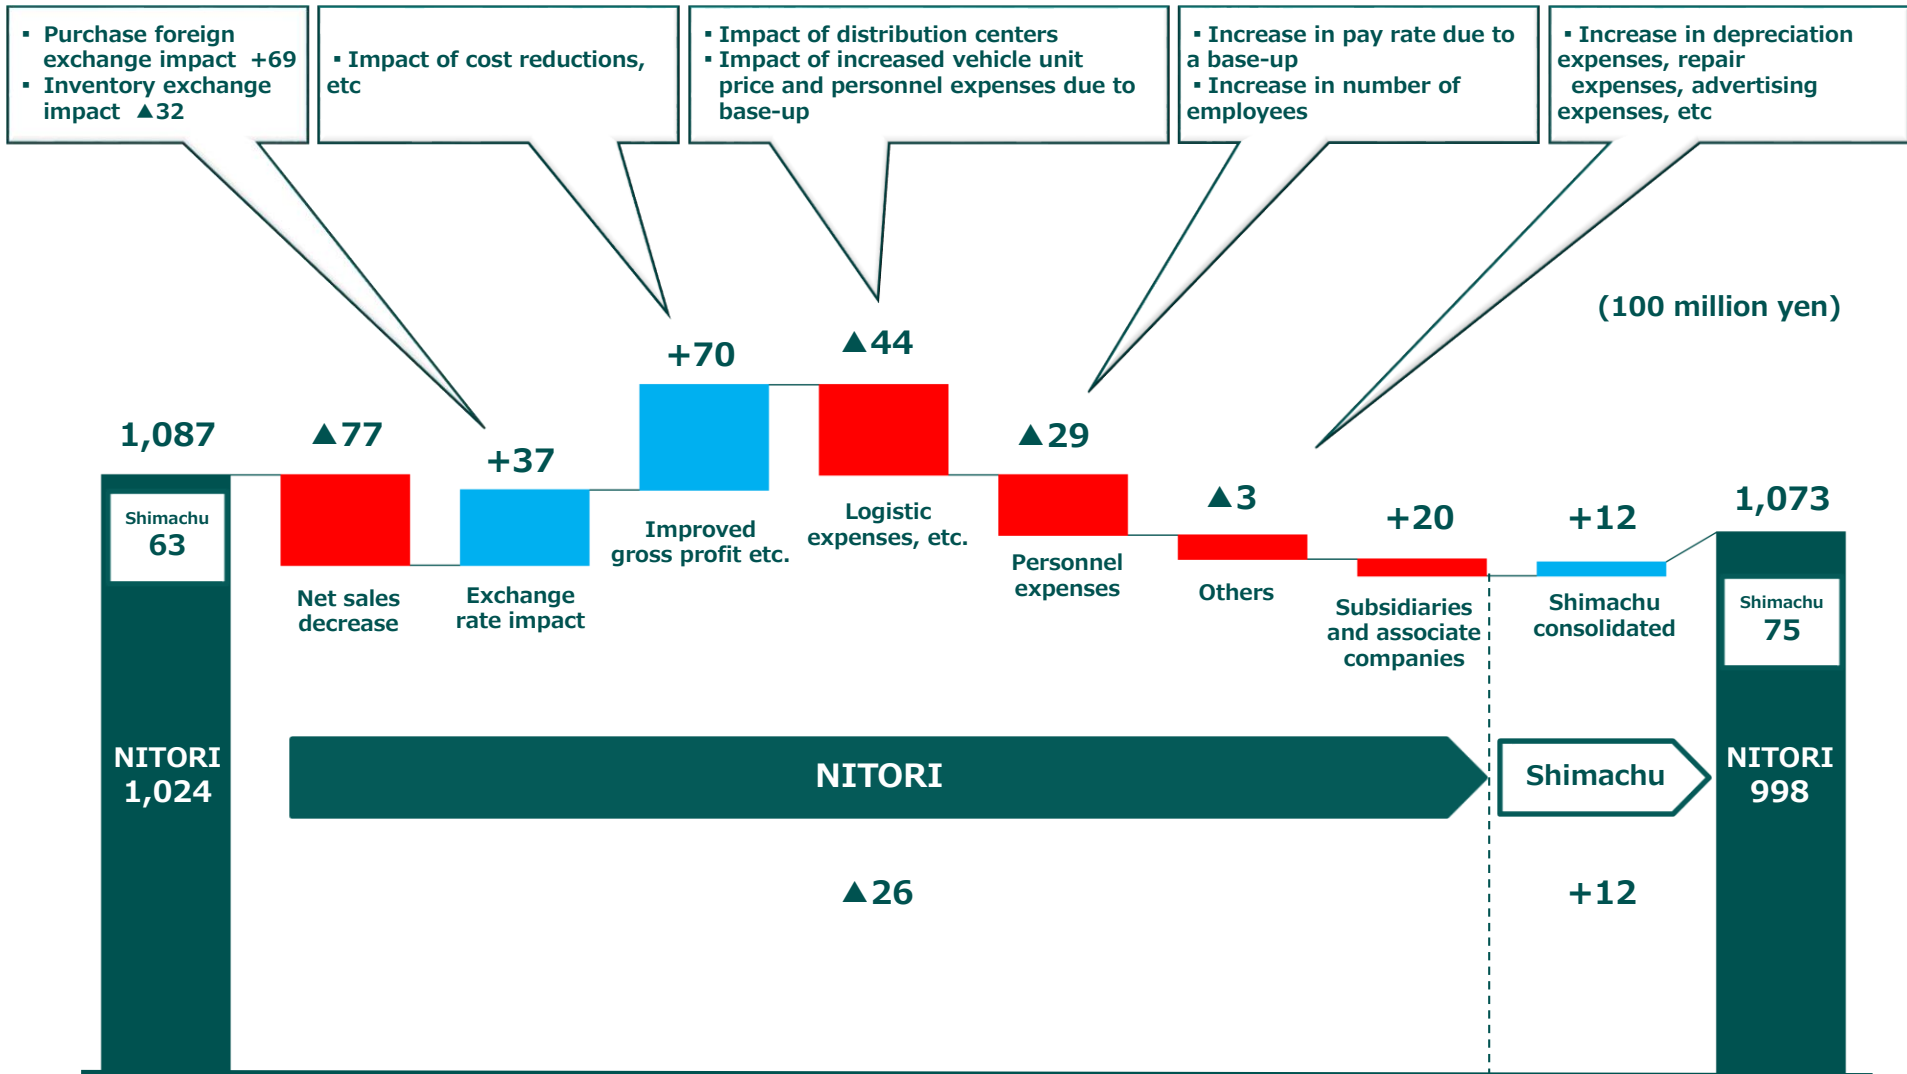 ▪ Purchase foreign
exchange impact +69
▪ Inventory exchange
impact ▲32
▪ Impact of cost reductions,
etc
▪ Impact of distribution centers
▪ Impact of increased vehicle unit
price and personnel expenses due to
base-up
▪ Increase in pay rate due to
a base-up
▪ Increase in number of
employees
▪ Increase in depreciation
expenses, repair
expenses, advertising
expenses, etc
(100 million yen)
1,087
▲77
+37
+70
▲44
▲29
▲3
+20
+12
1,073
Shimachu
63
Net sales
decrease
Exchange
rate impact
Improved
gross profit etc.
Logistic
expenses, etc.
Personnel
expenses
Others
Subsidiaries
and associate
companies
Shimachu
consolidated
Shimachu
75
NITORI
1,024
NITORI
Shimachu
NITORI
998
▲26
+12